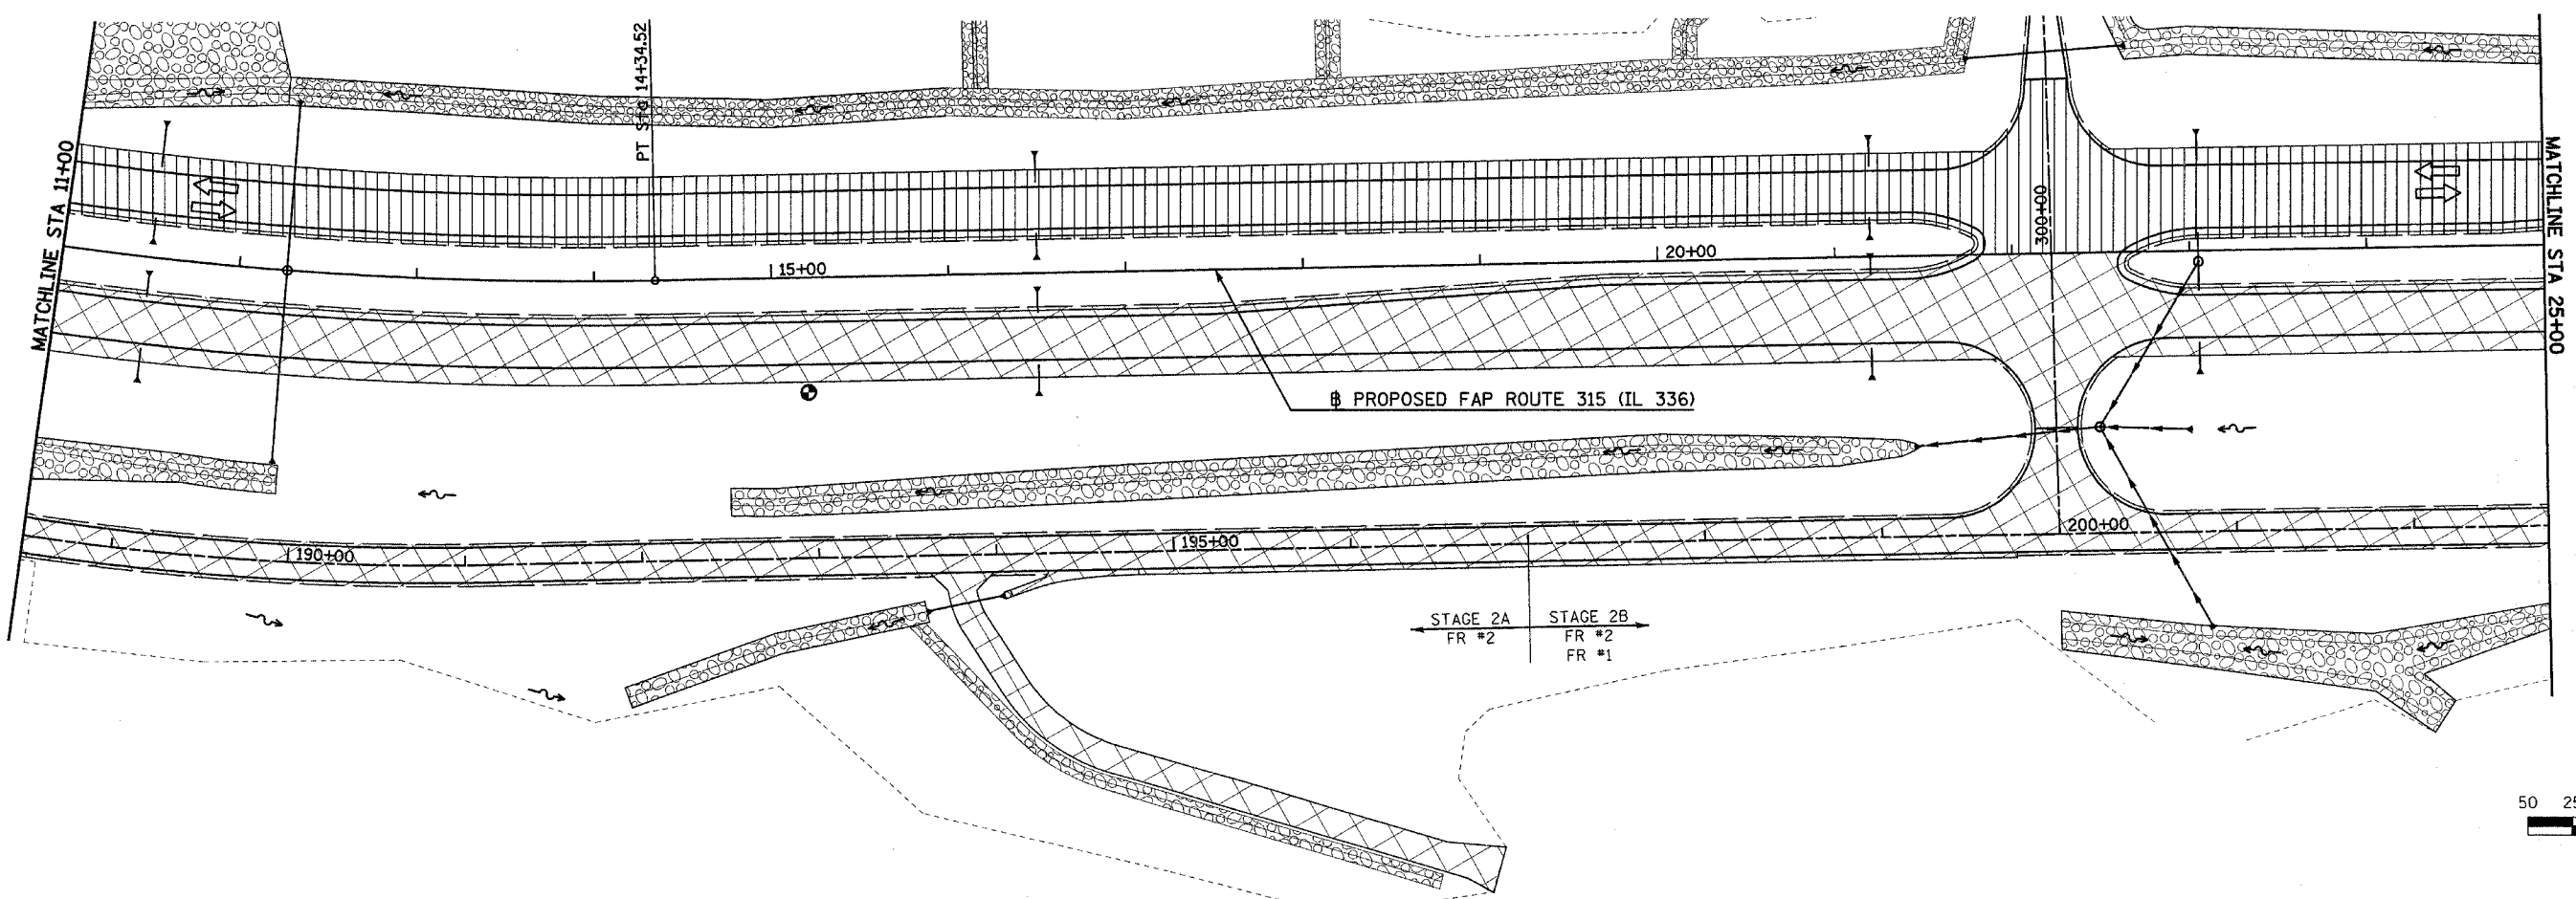 PT Sta 14+34.52
MATCHLINE STA 11+00
MATCHLINE STA 25+00
300+00
15+00
20+00
℄ PROPOSED FAP ROUTE 315 (IL 336)
190+00
195+00
200+00
STAGE 2A
FR #2
STAGE 2B
FR #2
FR #1
50 25